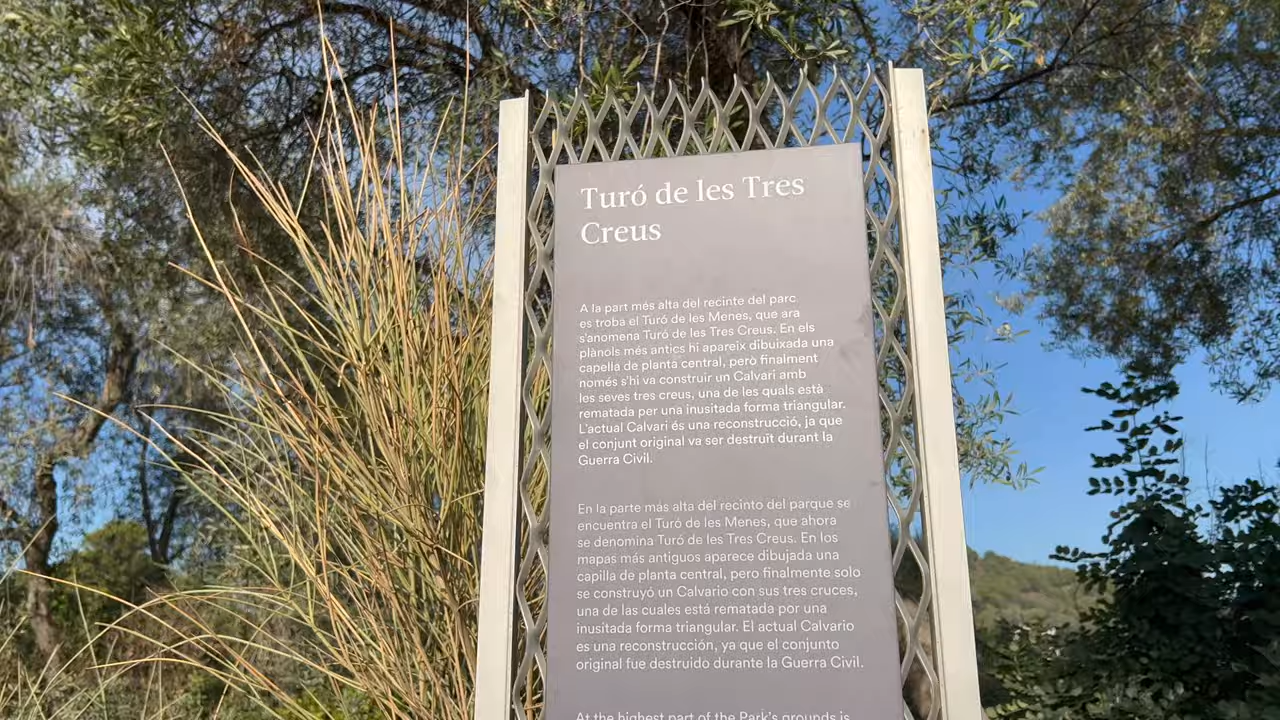 Turó de les Tres
Creus
A la part més alta del recinte del parc
es troba el Turó de les Menes, que ara
s'anomena Turó de les Tres Creus. En els
plànols més antics hi apareix dibuixada una
capella de planta central, però finalment
només s'hi va construir un Calvari amb
les seves tres creus, una de les quals està
rematada per una inusitada forma triangular.
L'actual Calvari és una reconstrucció, ja que
el conjunt original va ser destruït durant la
Guerra Civil.
En la parte más alta del recinto del parque se
encuentra el Turó de les Menes, que ahora
se denomina Turó de les Tres Creus. En los
mapas más antiguos aparece dibujada una
capilla de planta central, pero finalmente solo
se construyó un Calvario con sus tres cruces,
una de las cuales está rematada por una
inusitada forma triangular. El actual Calvario
es una reconstrucción, ya que el conjunto
original fue destruido durante la Guerra Civil.
At the highest part of the Park's grounds is